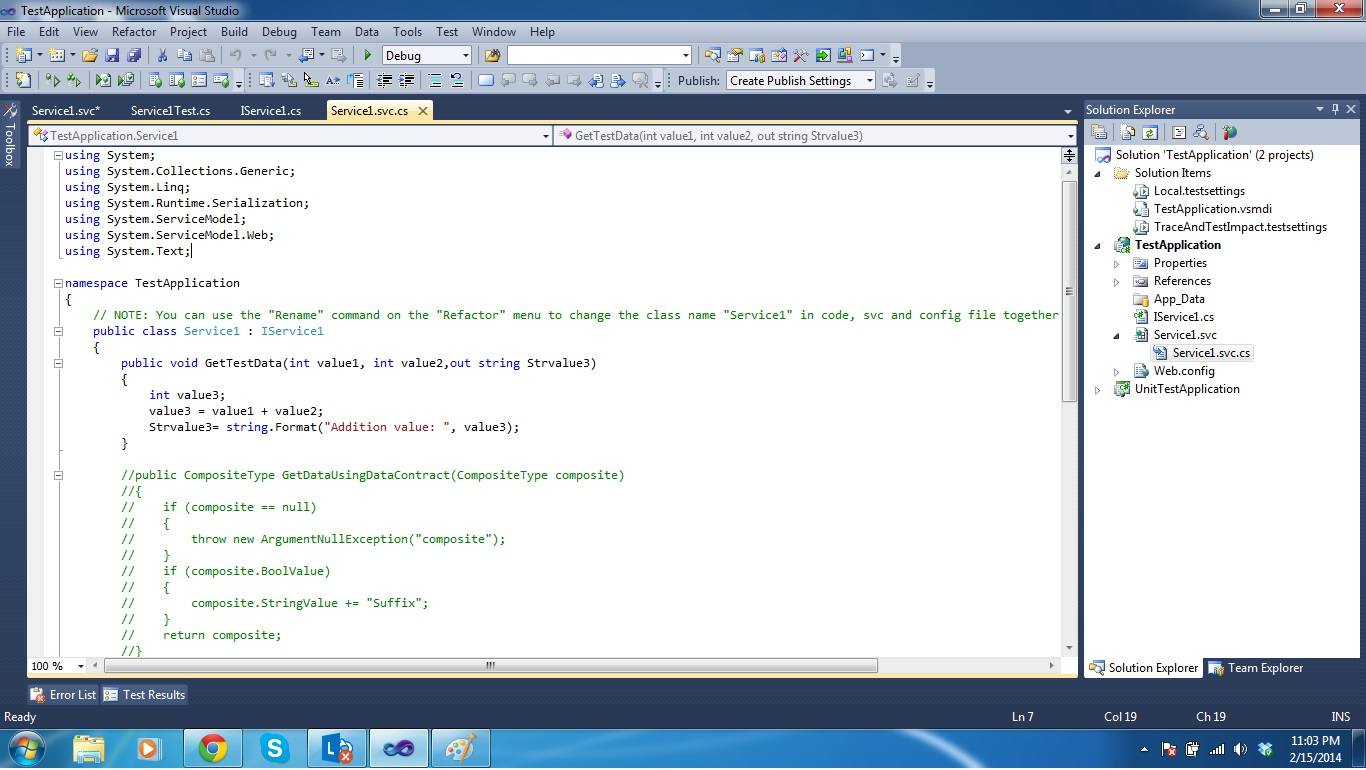 TestApplication - Microsoft Visual Studio
File Edit View Refactor Project Build Debug Team Data Tools Test Window Help
Debug
Publish: Create Publish Settings
Toolbox
Service1.svc* Service1Test.cs IService1.cs Service1.svc.cs
TestApplication.Service1 GetTestData(int value1, int value2, out string Strvalue3)
using System;
using System.Collections.Generic;
using System.Linq;
using System.Runtime.Serialization;
using System.ServiceModel;
using System.ServiceModel.Web;
using System.Text;
namespace TestApplication
{
// NOTE: You can use the "Rename" command on the "Refactor" menu to change the class name "Service1" in code, svc and config file together
public class Service1 : IService1
{
public void GetTestData(int value1, int value2,out string Strvalue3)
{
int value3;
value3 = value1 + value2;
Strvalue3= string.Format("Addition value: ", value3);
}
//public CompositeType GetDataUsingDataContract(CompositeType composite)
//{
// if (composite == null)
// {
// throw new ArgumentNullException("composite");
// }
// if (composite.BoolValue)
// {
// composite.StringValue += "Suffix";
// }
// return composite;
//}
100 %
Solution Explorer
Solution 'TestApplication' (2 projects)
Solution Items
Local.testsettings
TestApplication.vsmdi
TraceAndTestImpact.testsettings
TestApplication
Properties
References
App_Data
IService1.cs
Service1.svc
Service1.svc.cs
Web.config
UnitTestApplication
Solution Explorer Team Explorer
Error List Test Results
Ready Ln 7 Col 19 Ch 19 INS
11:03 PM
2/15/2014